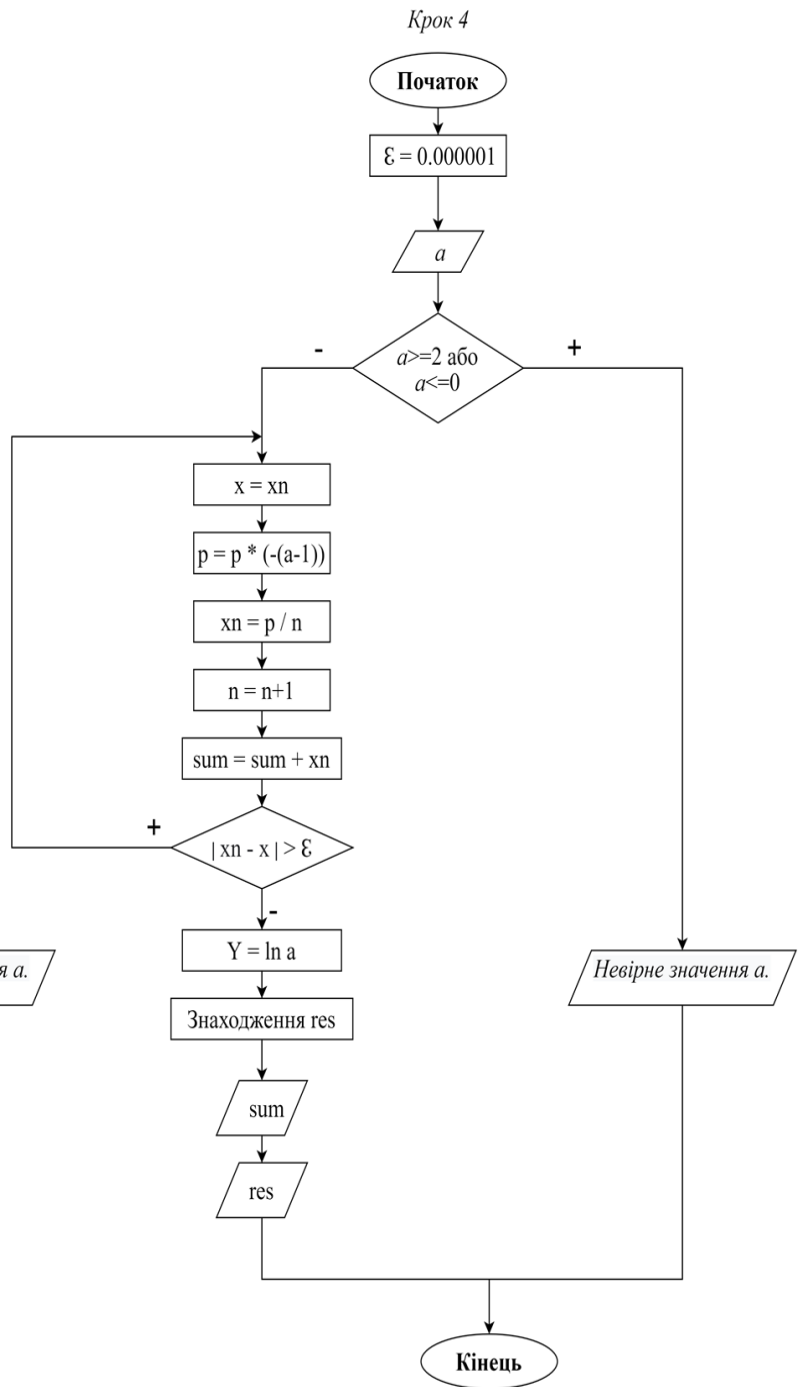 Крок 4
Початок
Ɛ = 0.000001
a
a>=2 або
a<=0
-
+
x = xn
p = p * (-(a-1))
xn = p / n
n = n+1
sum = sum + xn
+
| xn - x | > Ɛ
-
Y = ln a
я a.
Невірне значення a.
Знаходження res
sum
res
Кінець